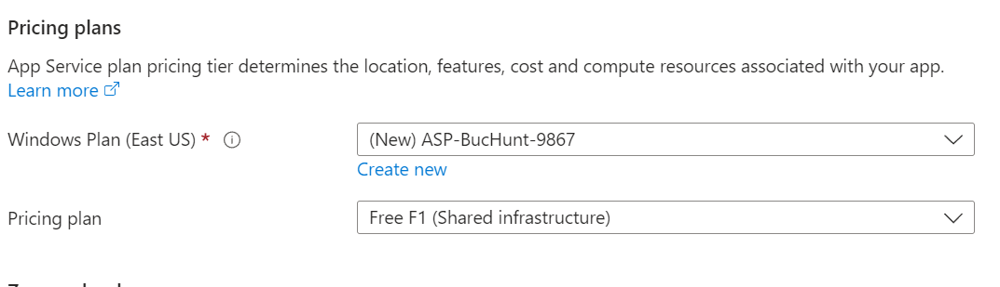 Pricing plans
App Service plan pricing tier determines the location, features, cost and compute resources associated with your app.
Learn more
Windows Plan (East US) *
(New) ASP-BucHunt-9867
Create new
Pricing plan
Free F1 (Shared infrastructure)